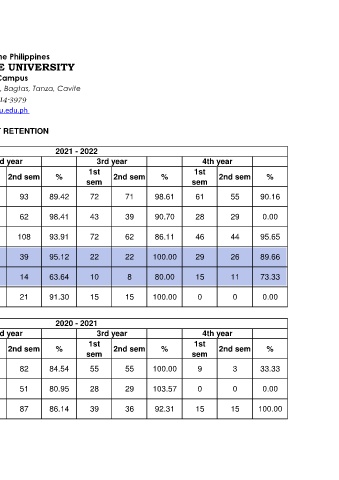 ne Philippines
E UNIVERSITY
Campus
, Bagtas, Tanza, Cavite
14-3979
u.edu.ph
T RETENTION
2021 - 2022
d year 3rd year 4th year
2nd sem % 1st sem 2nd sem % 1st sem 2nd sem %
93 89.42 72 71 98.61 61 55 90.16
62 98.41 43 39 90.70 28 29 0.00
108 93.91 72 62 86.11 46 44 95.65
39 95.12 22 22 100.00 29 26 89.66
14 63.64 10 8 80.00 15 11 73.33
21 91.30 15 15 100.00 0 0 0.00
2020 - 2021
d year 3rd year 4th year
2nd sem % 1st sem 2nd sem % 1st sem 2nd sem %
82 84.54 55 55 100.00 9 3 33.33
51 80.95 28 29 103.57 0 0 0.00
87 86.14 39 36 92.31 15 15 100.00